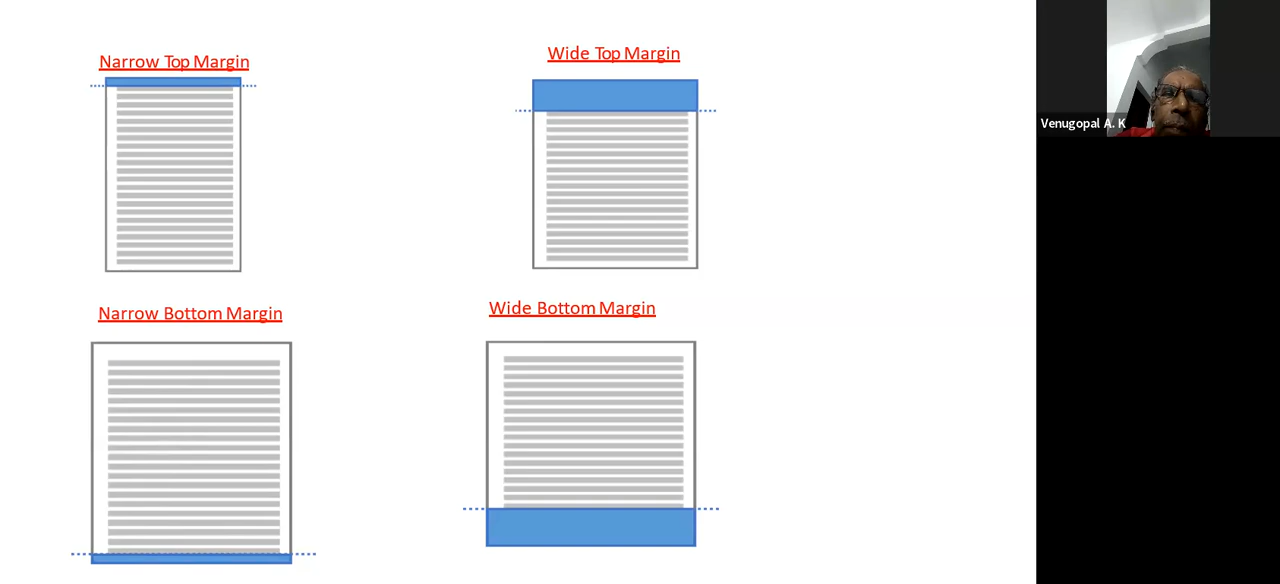 Narrow Top Margin
Wide Top Margin
Venugopal A. K
Narrow Bottom Margin
Wide Bottom Margin